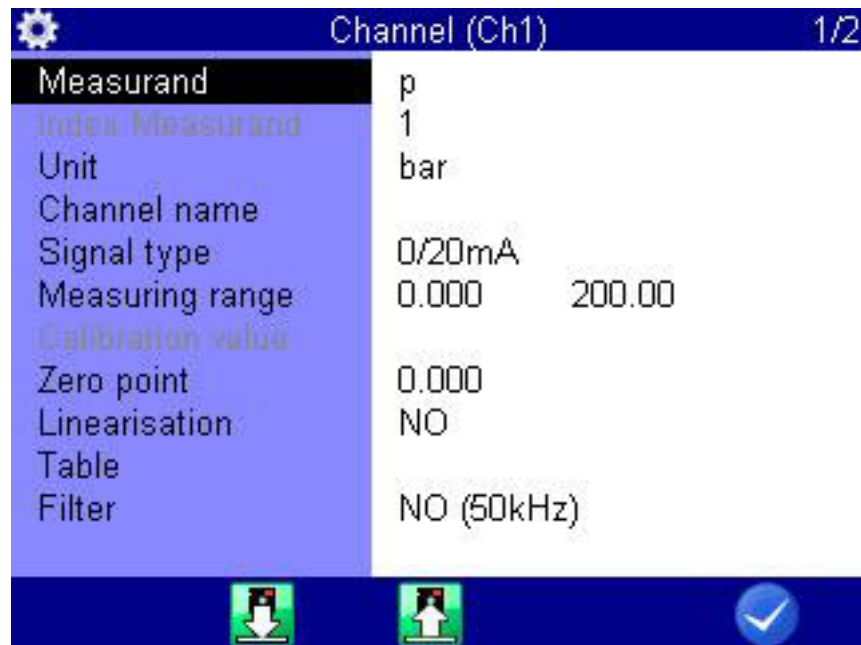 Channel (Ch1) 1/2
Measurand p
Index Measurand 1
Unit bar
Channel name
Signal type 0/20mA
Measuring range 0.000 200.00
Calibration value
Zero point 0.000
Linearisation NO
Table
Filter NO (50kHz)